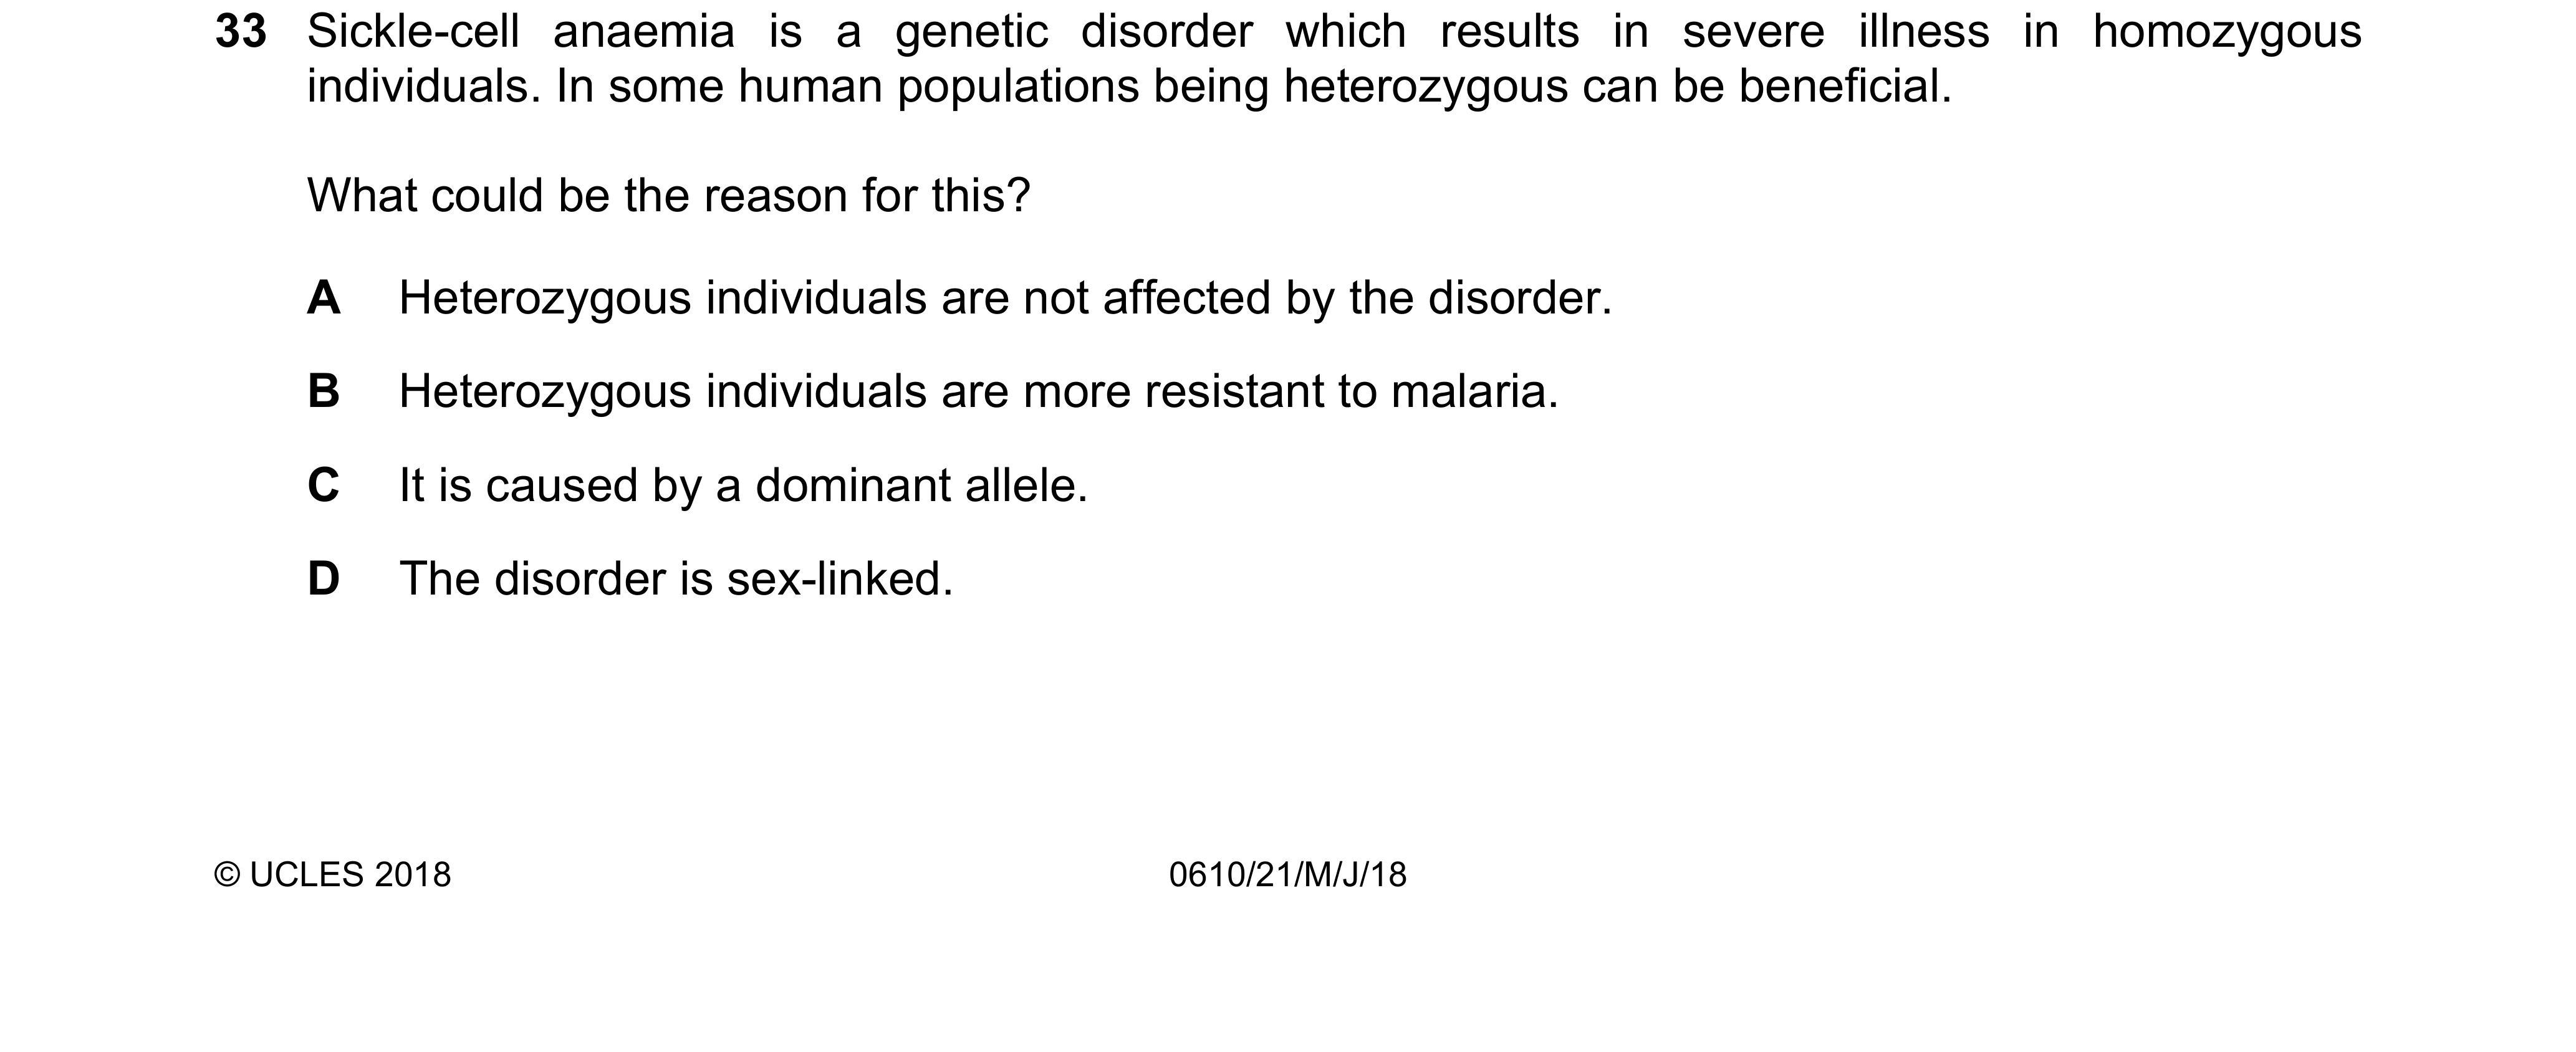 33 Sickle-cell anaemia is a genetic disorder which results in severe illness in homozygous
individuals. In some human populations being heterozygous can be beneficial.
What could be the reason for this?
A Heterozygous individuals are not affected by the disorder.
B Heterozygous individuals are more resistant to malaria.
C It is caused by a dominant allele.
D The disorder is sex-linked.
© UCLES 2018 0610/21/M/J/18